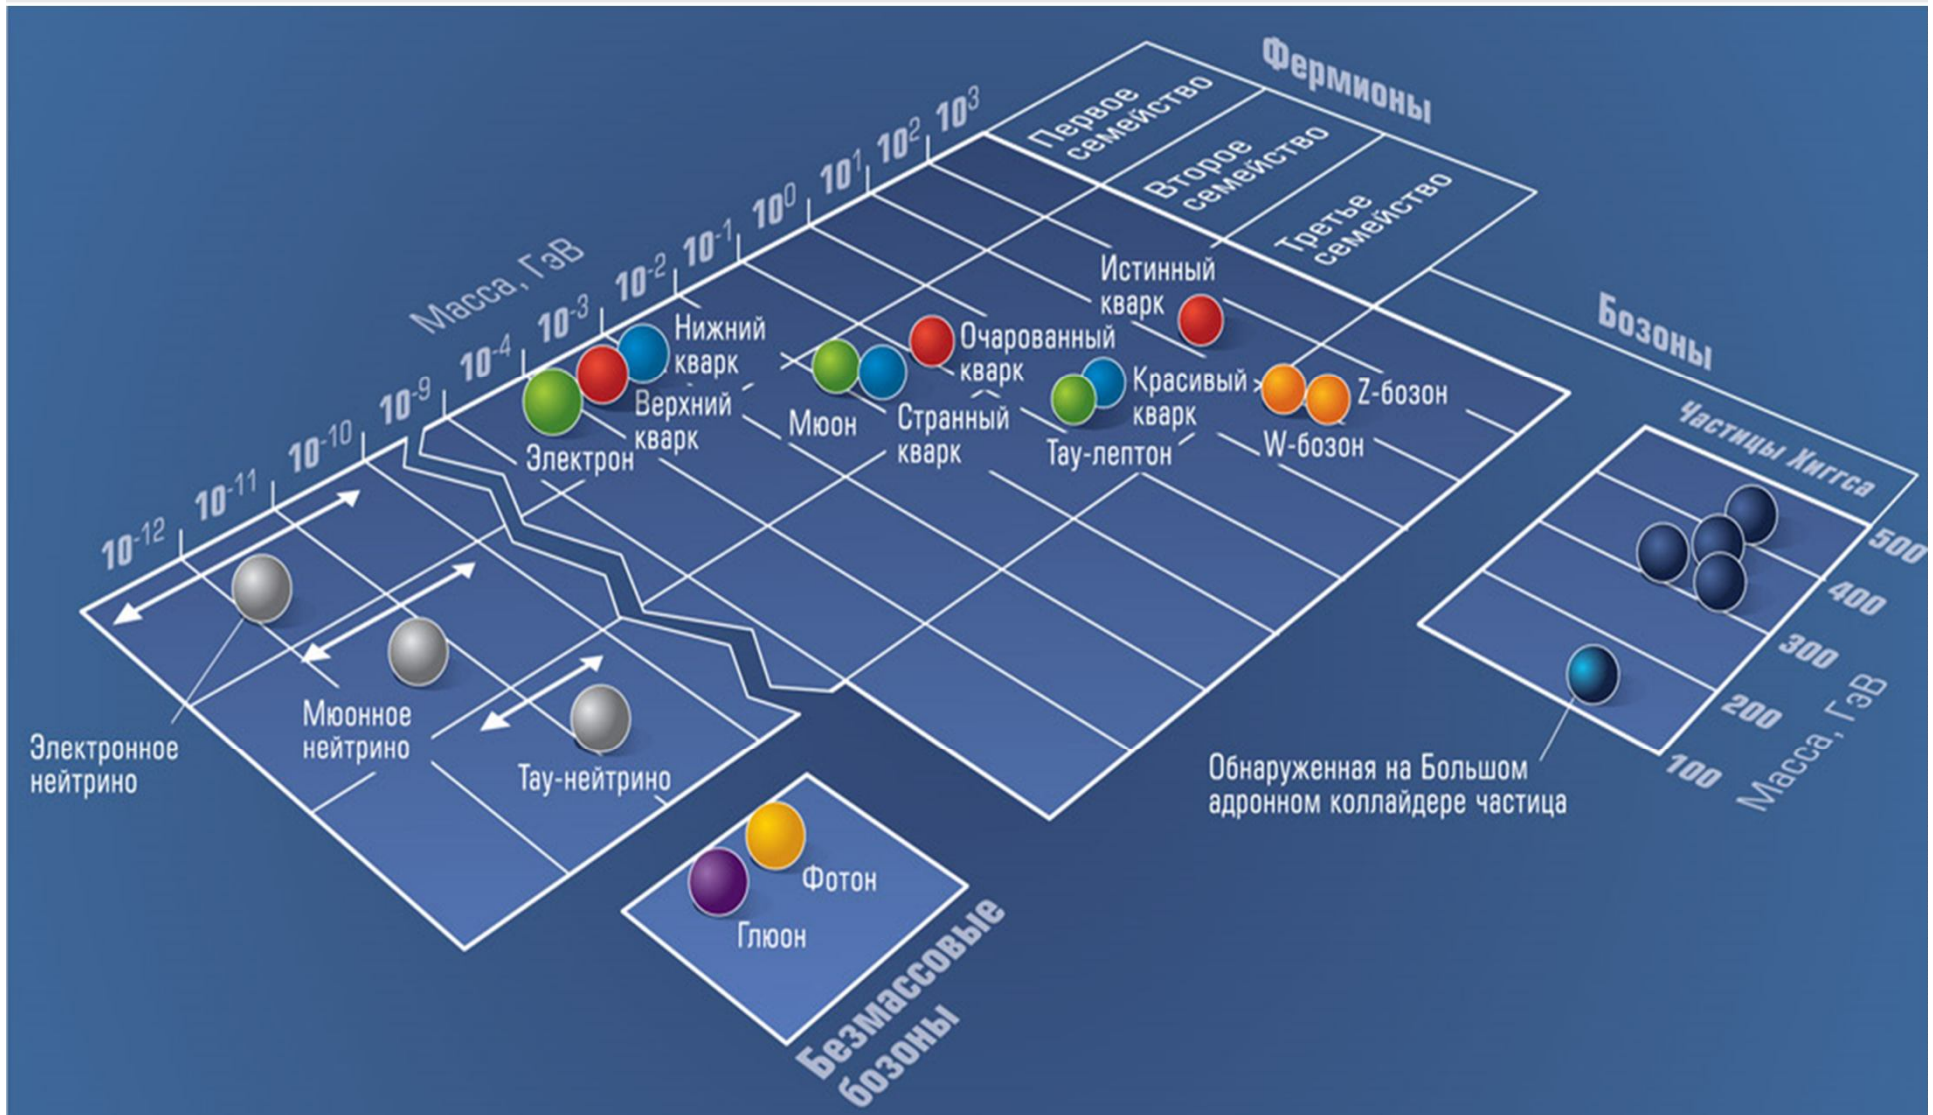 Фермионы
Первое
семейство
Второе
семейство
Третье
семейство
Бозоны
Частицы Хиггса
Масса, ГэВ
10-12
10-11
10-10
10-9
10-4
10-3
10-2
10-1
100
101
102
103
Истинный
кварк
Нижний
кварк
Верхний
кварк
Электрон
Очарованный
кварк
Мюон
Странный
кварк
Красивый
кварк
Тау-лептон
Z-бозон
W-бозон
500
400
300
200
100
Масса, ГэВ
Электронное
нейтрино
Мюонное
нейтрино
Тау-нейтрино
Обнаруженная на Большом
адронном коллайдере частица
Фотон
Глюон
Безмассовые
бозоны